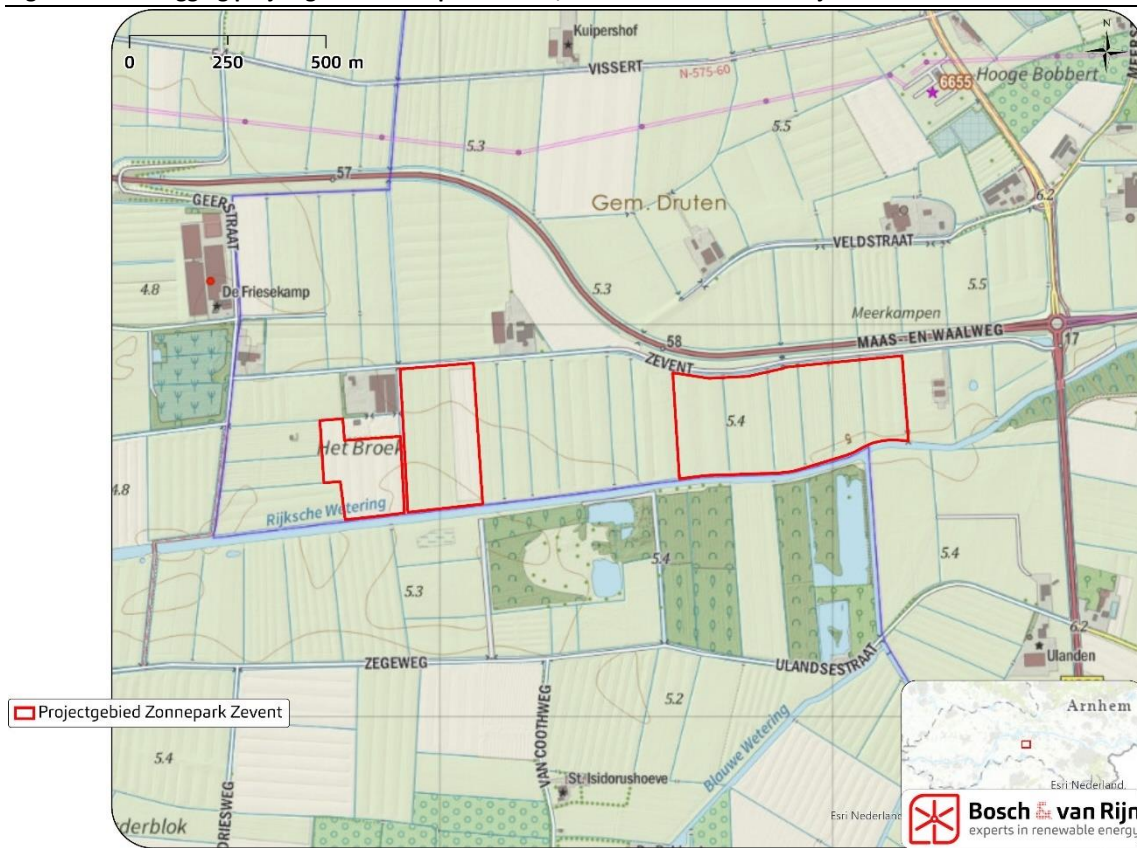 0 250 500 m
Kuipershof
VISSERT
N-575-60
6655
Hooge Bobbert
N
5.4
5.3
5.5
57
GEERSTRAAT
Gem. Druten
6.2
VELDSTRAAT
4.8
De Friesekamp
5.3
5.5
Meerkampen
58
MAAS- EN WAALWEG
17
ZEVENT
5.4
Het Broek
4.8
Rijksche Wetering
5.4
5.4
5.3
6.2
ZEGEWEG
ULANDSESTRAAT
Ulanden
5.2
Projectgebied Zonnepark Zevent
Arnhem
VAN COOTHWEG
Blauwe Wetering
5.4
St. Isidorushoeve
Esri Nederland,
Esri Nederland
DRIESWEG
Bosch & van Rijn
experts in renewable energy